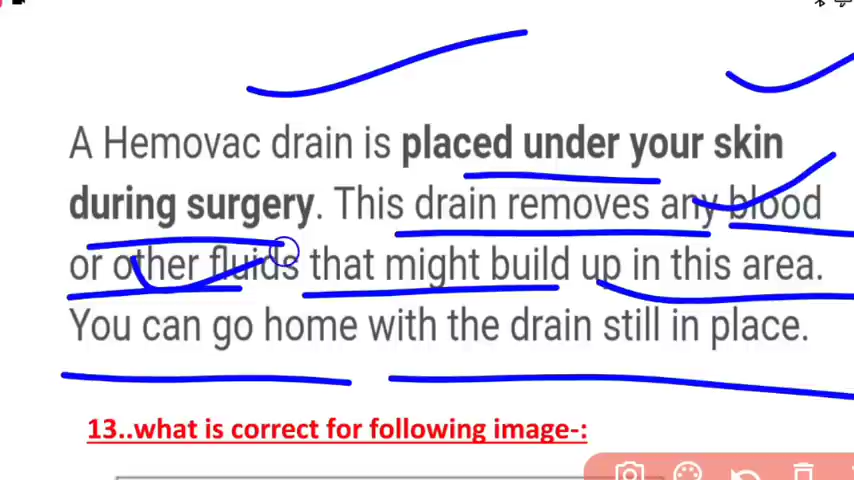 A Hemovac drain is placed under your skin
during surgery. This drain removes any blood
or other fluids that might build up in this area.
You can go home with the drain still in place.
13..what is correct for following image-: